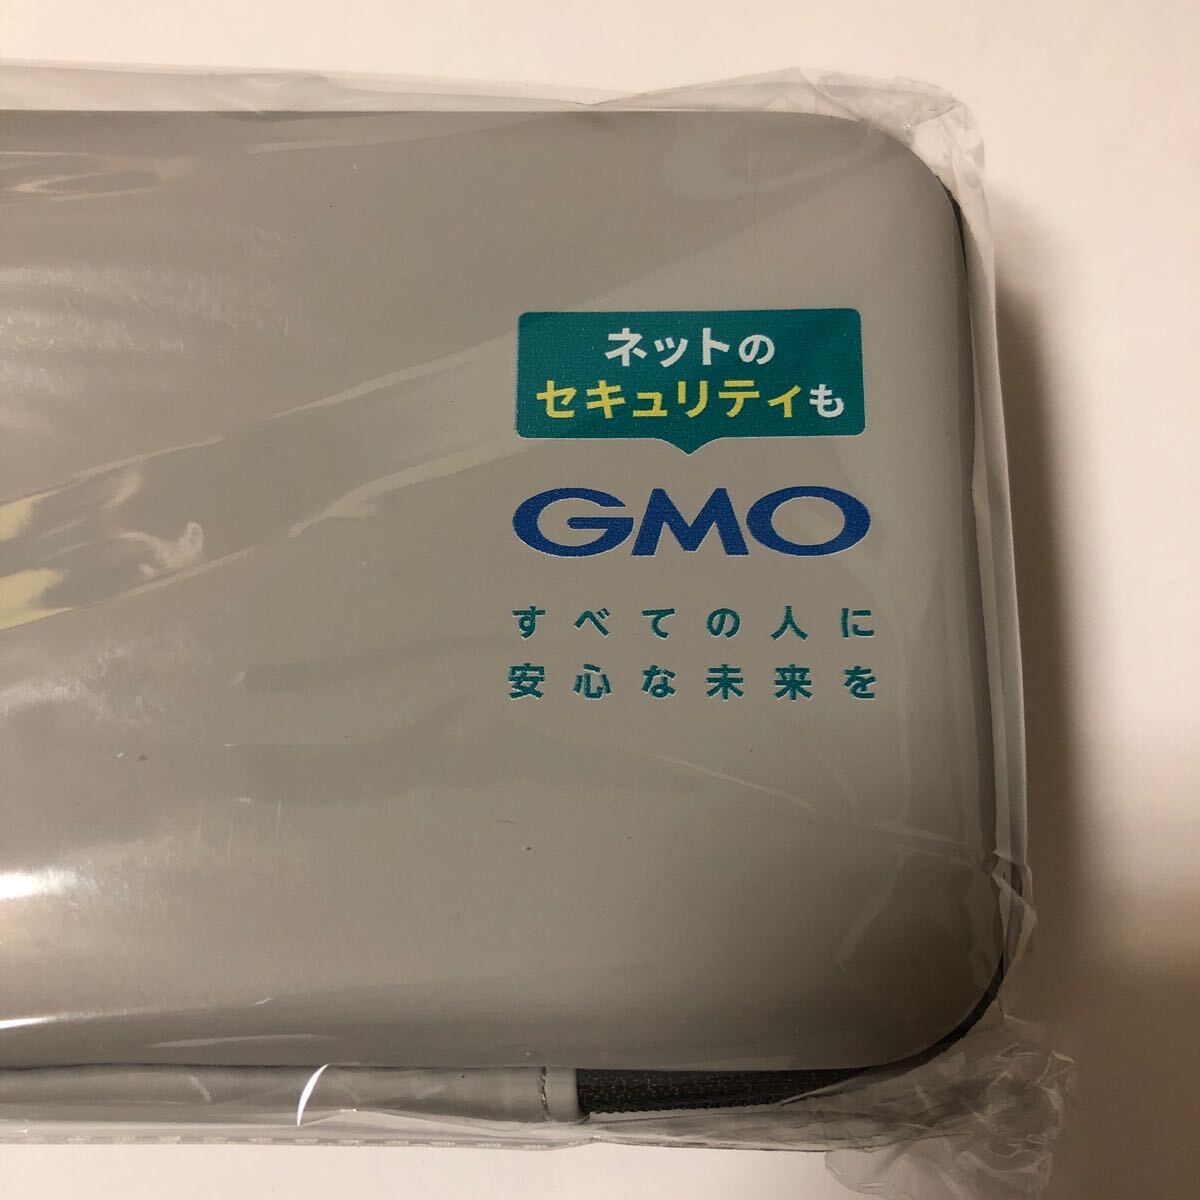 ネットの
セキュリティも
GMO
すべての人に
安心な未来を